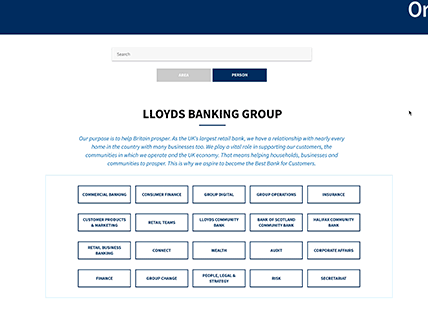 Or
Search
AREA
PERSON
LLOYDS BANKING GROUP
Our purpose is to help Britain prosper. As the UK's largest retail bank, we have a relationship with nearly every
home in the country with many businesses too. We play a vital role in supporting our customers, the
communities in which we operate and the UK economy. That means helping households, businesses and
communities to prosper. This is why we aspire to become the Best Bank for Customers.
COMMERCIAL BANKING
CONSUMER FINANCE
GROUP DIGITAL
GROUP OPERATIONS
INSURANCE
CUSTOMER PRODUCTS
& MARKETING
RETAIL TEAMS
LLOYDS COMMUNITY
BANK
BANK OF SCOTLAND
COMMUNITY BANK
HALIFAX COMMUNITY
BANK
RETAIL BUSINESS
BANKING
CONNECT
WEALTH
AUDIT
CORPORATE AFFAIRS
FINANCE
GROUP CHANGE
PEOPLE, LEGAL &
STRATEGY
RISK
SECRETARIAT